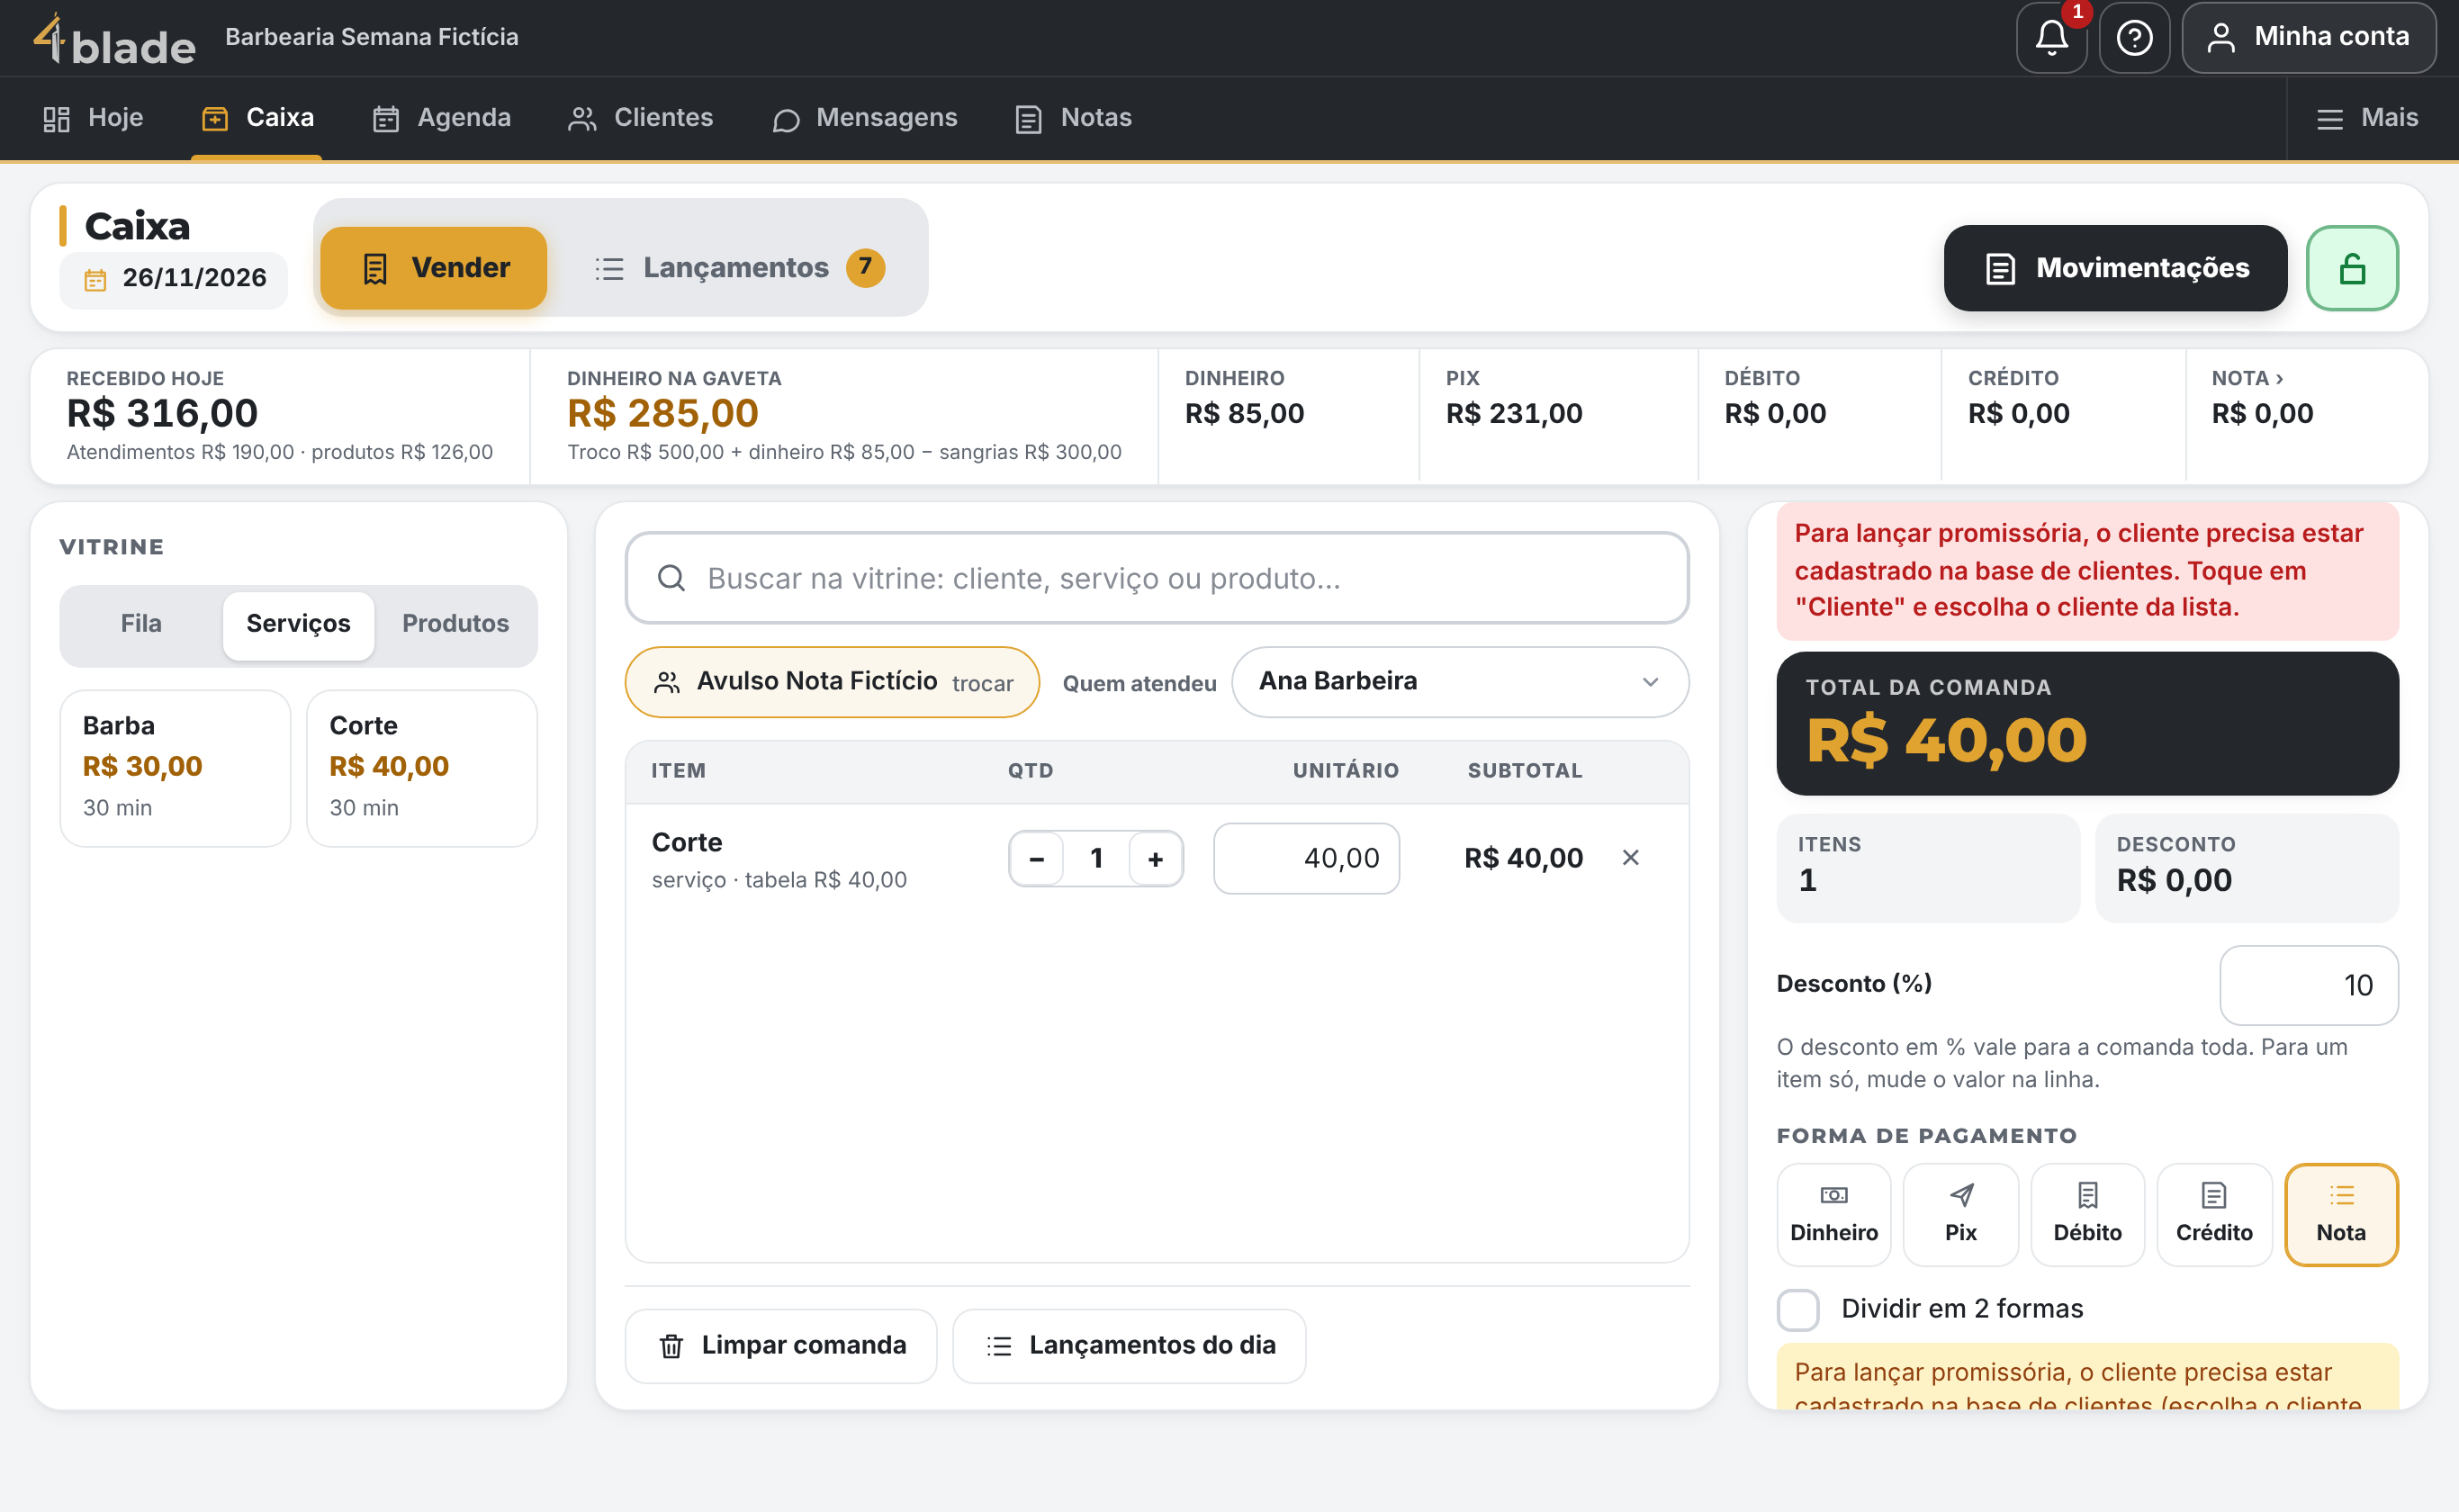 4blade
Barbearia Semana Fictícia
1
Minha conta
Hoje
Caixa
Agenda
Clientes
Mensagens
Notas
Mais
Caixa
26/11/2026
Vender
Lançamentos 7
Movimentações
RECEBIDO HOJE
R$ 316,00
Atendimentos R$ 190,00 · produtos R$ 126,00
DINHEIRO NA GAVETA
R$ 285,00
Troco R$ 500,00 + dinheiro R$ 85,00 − sangrias R$ 300,00
DINHEIRO
R$ 85,00
PIX
R$ 231,00
DÉBITO
R$ 0,00
CRÉDITO
R$ 0,00
NOTA ›
R$ 0,00
VITRINE
Fila
Serviços
Produtos
Barba
R$ 30,00
30 min
Corte
R$ 40,00
30 min
Buscar na vitrine: cliente, serviço ou produto...
Avulso Nota Fictício trocar
Quem atendeu
Ana Barbeira
ITEM
QTD
UNITÁRIO
SUBTOTAL
Corte
serviço · tabela R$ 40,00
− 1 +
40,00
R$ 40,00 ×
Limpar comanda
Lançamentos do dia
Para lançar promissória, o cliente precisa estar
cadastrado na base de clientes. Toque em
"Cliente" e escolha o cliente da lista.
TOTAL DA COMANDA
R$ 40,00
ITENS
1
DESCONTO
R$ 0,00
Desconto (%)
10
O desconto em % vale para a comanda toda. Para um
item só, mude o valor na linha.
FORMA DE PAGAMENTO
Dinheiro
Pix
Débito
Crédito
Nota
Dividir em 2 formas
Para lançar promissória, o cliente precisa estar
cadastrado na base de clientes (escolha o cliente